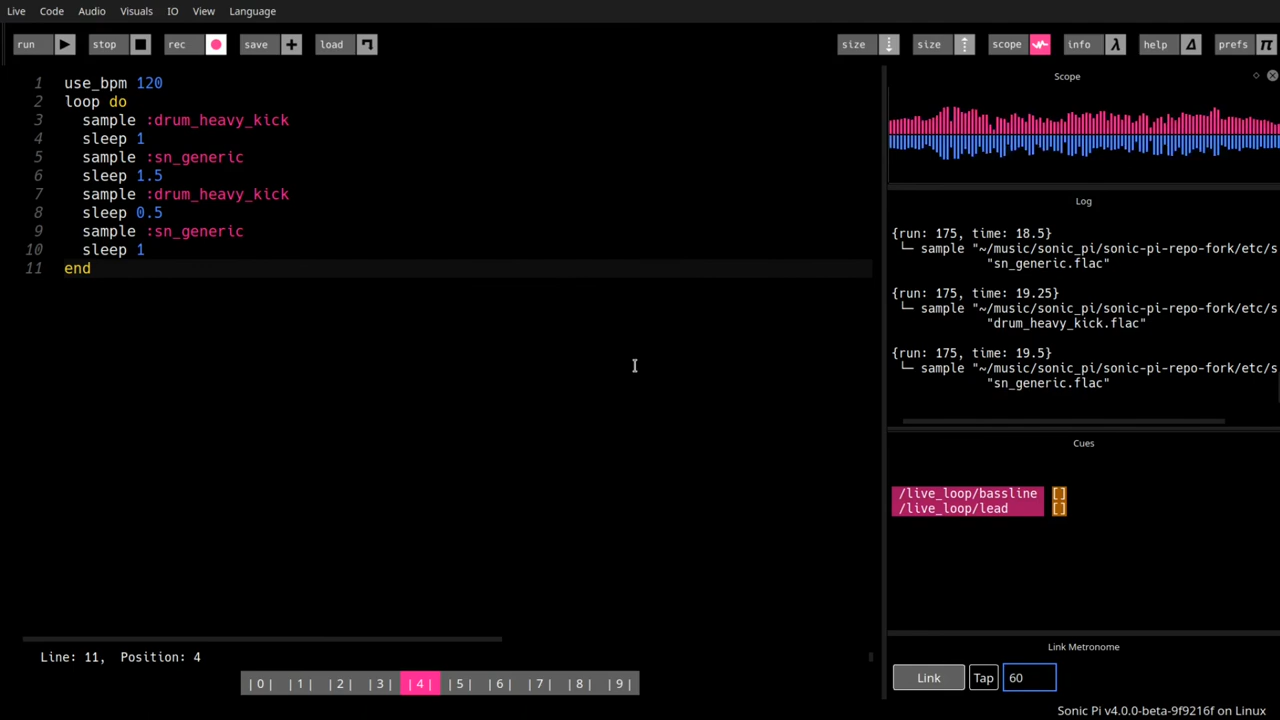 Live Code Audio Visuals IO View Language
run stop rec save load size size scope info λ help Δ prefs π
1 use_bpm 120
2 loop do
3 sample :drum_heavy_kick
4 sleep 1
5 sample :sn_generic
6 sleep 1.5
7 sample :drum_heavy_kick
8 sleep 0.5
9 sample :sn_generic
10 sleep 1
11 end
Line: 11, Position: 4
|0| |1| |2| |3| |4| |5| |6| |7| |8| |9|
Scope
Log
{run: 175, time: 18.5}
└─ sample "~/music/sonic_pi/sonic-pi-repo-fork/etc/s
"sn_generic.flac"
{run: 175, time: 19.25}
└─ sample "~/music/sonic_pi/sonic-pi-repo-fork/etc/s
"drum_heavy_kick.flac"
{run: 175, time: 19.5}
└─ sample "~/music/sonic_pi/sonic-pi-repo-fork/etc/s
"sn_generic.flac"
Cues
/live_loop/bassline []
/live_loop/lead []
Link Metronome
Link Tap 60
Sonic Pi v4.0.0-beta-9f9216f on Linux